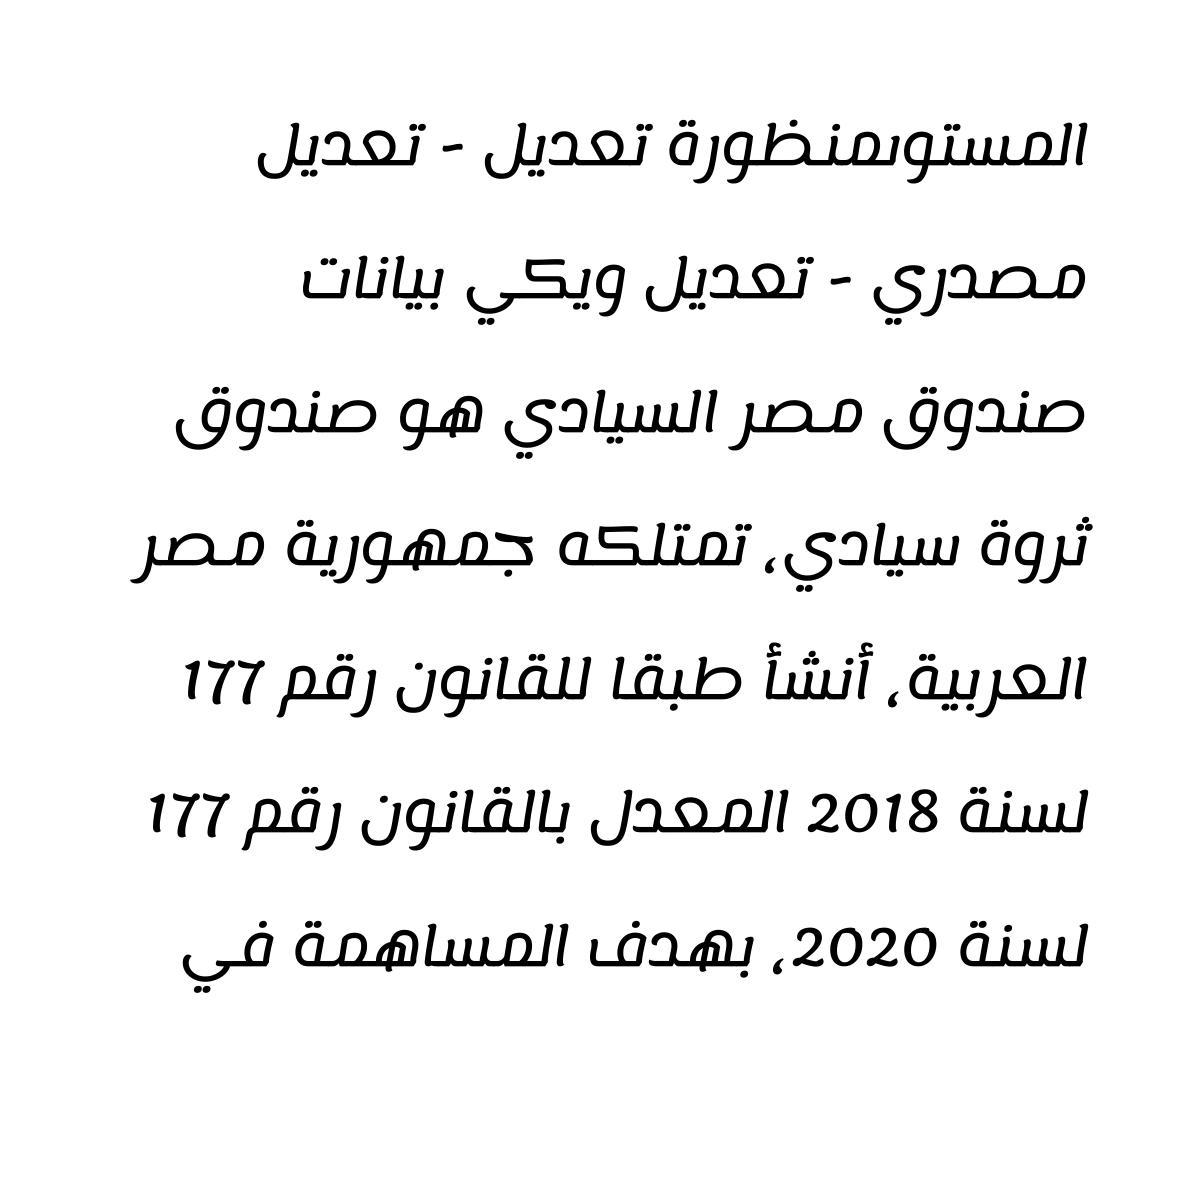 المستوىمنظورة تعديل - تعديل
مصدري - تعديل ويكي بيانات
صندوق مصر السيادي هو صندوق
ثروة سيادي، تمتلكه جمهورية مصر
العربية، أنشأ طبقا للقانون رقم 177
لسنة 2018 المعدل بالقانون رقم 177
لسنة 2020، بهدف المساهمة في